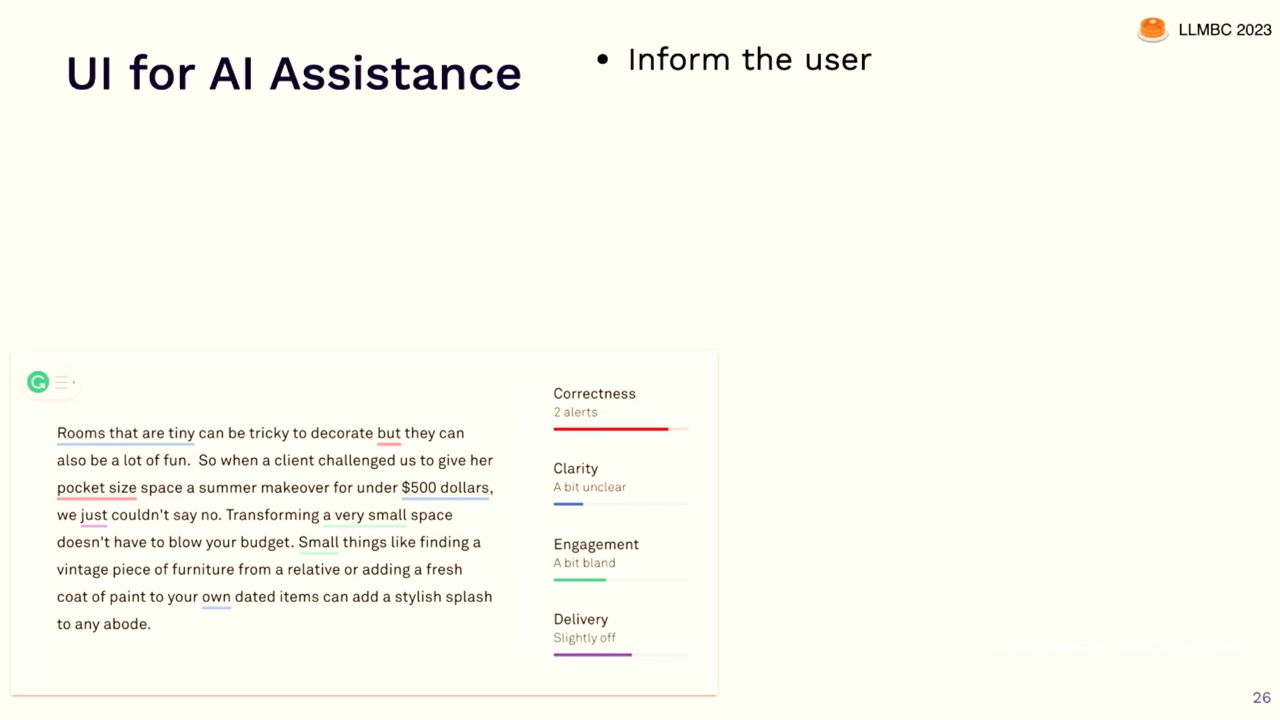 UI for AI Assistance
• Inform the user
LLMBC 2023
Rooms that are tiny can be tricky to decorate but they can
also be a lot of fun.  So when a client challenged us to give her
pocket size space a summer makeover for under $500 dollars,
we just couldn't say no. Transforming a very small space
doesn't have to blow your budget. Small things like finding a
vintage piece of furniture from a relative or adding a fresh
coat of paint to your own dated items can add a stylish splash
to any abode.
Correctness
2 alerts
Clarity
A bit unclear
Engagement
A bit bland
Delivery
Slightly off
26